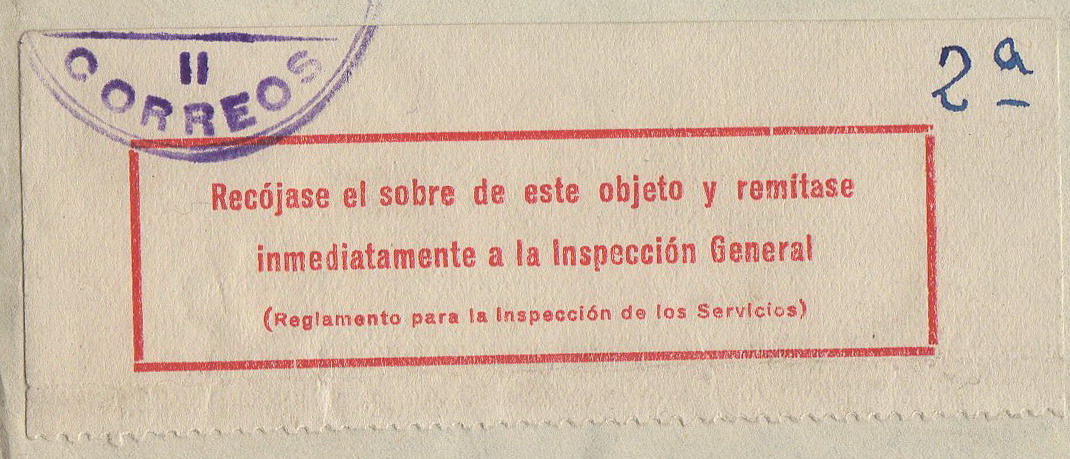 II
CORREOS
2ª
Recójase el sobre de este objeto y remítase
inmediatamente a la Inspección General
(Reglamento para la Inspección de los Servicios)